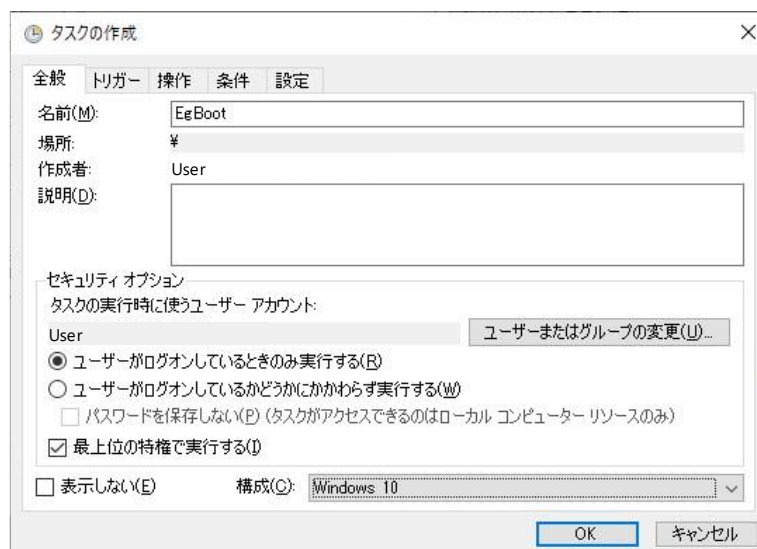 タスクの作成
全般 トリガー 操作 条件 設定
名前(M): EgBoot
場所: ¥
作成者: User
説明(D):
セキュリティ オプション
タスクの実行時に使うユーザー アカウント:
User ユーザーまたはグループの変更(U)...
ユーザーがログオンしているときのみ実行する(R)
ユーザーがログオンしているかどうかにかかわらず実行する(W)
パスワードを保存しない(P) (タスクがアクセスできるのはローカル コンピューター リソースのみ)
最上位の特権で実行する(I)
表示しない(E) 構成(C): Windows 10
OK キャンセル